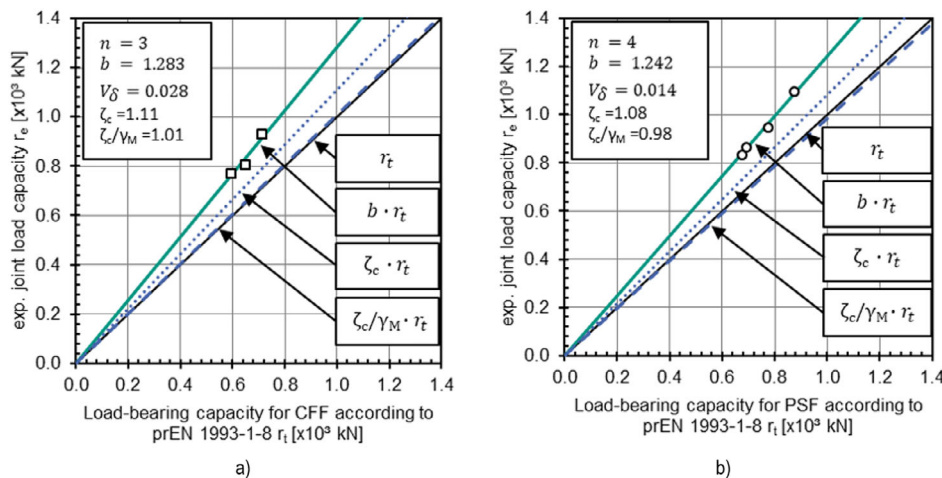 exp. joint load capacity rₑ [x10³ kN]
1.4
1.2
1.0
0.8
0.6
0.4
0.2
0.0
n = 3
b = 1.283
V_δ = 0.028
ζ_c =1.11
ζ_c/γ_M =1.01
r_t
b · r_t
ζ_c · r_t
ζ_c/γ_M · r_t
0.0 0.2 0.4 0.6 0.8 1.0 1.2 1.4
Load-bearing capacity for CFF according to
prEN 1993-1-8 r_t [x10³ kN]
a)
exp. joint load capacity rₑ [x10³ kN]
1.4
1.2
1.0
0.8
0.6
0.4
0.2
0.0
n = 4
b = 1.242
V_δ = 0.014
ζ_c =1.08
ζ_c/γ_M =0.98
r_t
b · r_t
ζ_c · r_t
ζ_c/γ_M · r_t
0.0 0.2 0.4 0.6 0.8 1.0 1.2 1.4
Load-bearing capacity for PSF according to
prEN 1993-1-8 r_t [x10³ kN]
b)